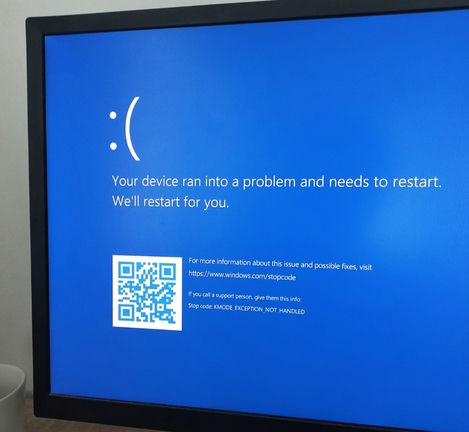 :(
Your device ran into a problem and needs to restart.
We'll restart for you.
For more information about this issue and possible fixes, visit
https://www.windows.com/stopcode
If you call a support person, give them this info:
Stop code: KMODE_EXCEPTION_NOT_HANDLED